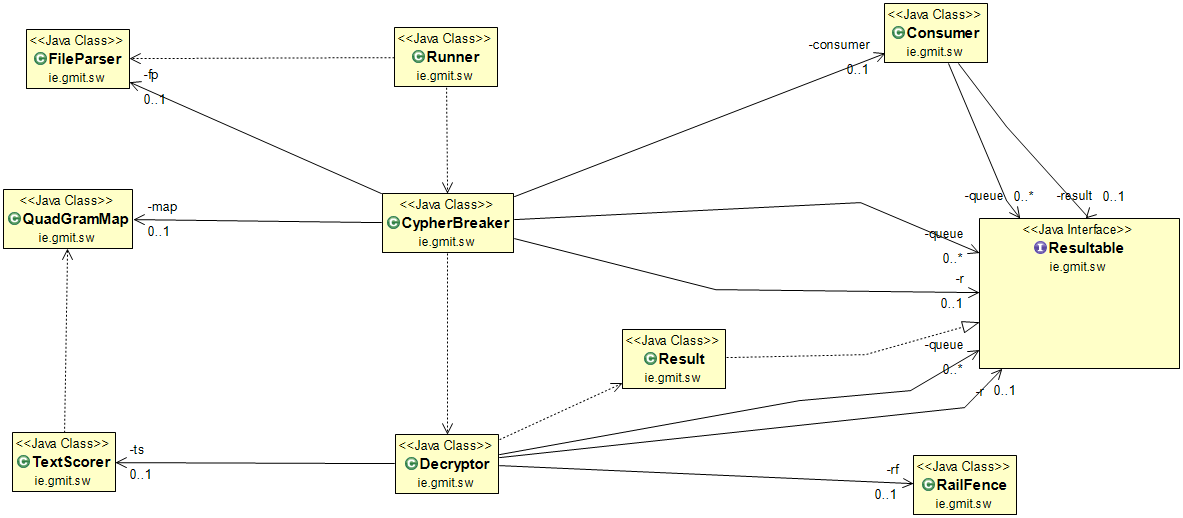 <<Java Class>>
FileParser
ie.gmit.sw
<<Java Class>>
Runner
ie.gmit.sw
<<Java Class>>
Consumer
ie.gmit.sw
-consumer
0..1
-fp
0..1
<<Java Class>>
QuadGramMap
ie.gmit.sw
-map
0..1
<<Java Class>>
CypherBreaker
ie.gmit.sw
-queue 0..*
-result 0..1
-queue
0..*
-r
0..1
<<Java Interface>>
Resultable
ie.gmit.sw
<<Java Class>>
Result
ie.gmit.sw
-queue
0..*
-r 0..1
<<Java Class>>
TextScorer
ie.gmit.sw
-ts
0..1
<<Java Class>>
Decryptor
ie.gmit.sw
-rf
0..1
<<Java Class>>
RailFence
ie.gmit.sw